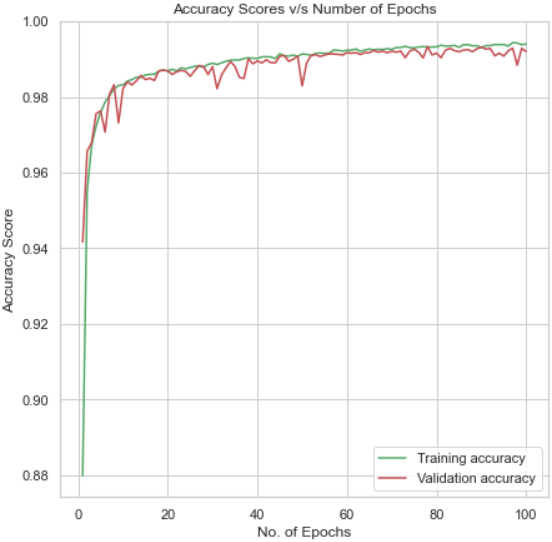 Accuracy Scores v/s Number of Epochs
1.00
0.98
0.96
0.94
0.92
0.90
0.88
Accuracy Score
0 20 40 60 80 100
No. of Epochs
Training accuracy
Validation accuracy